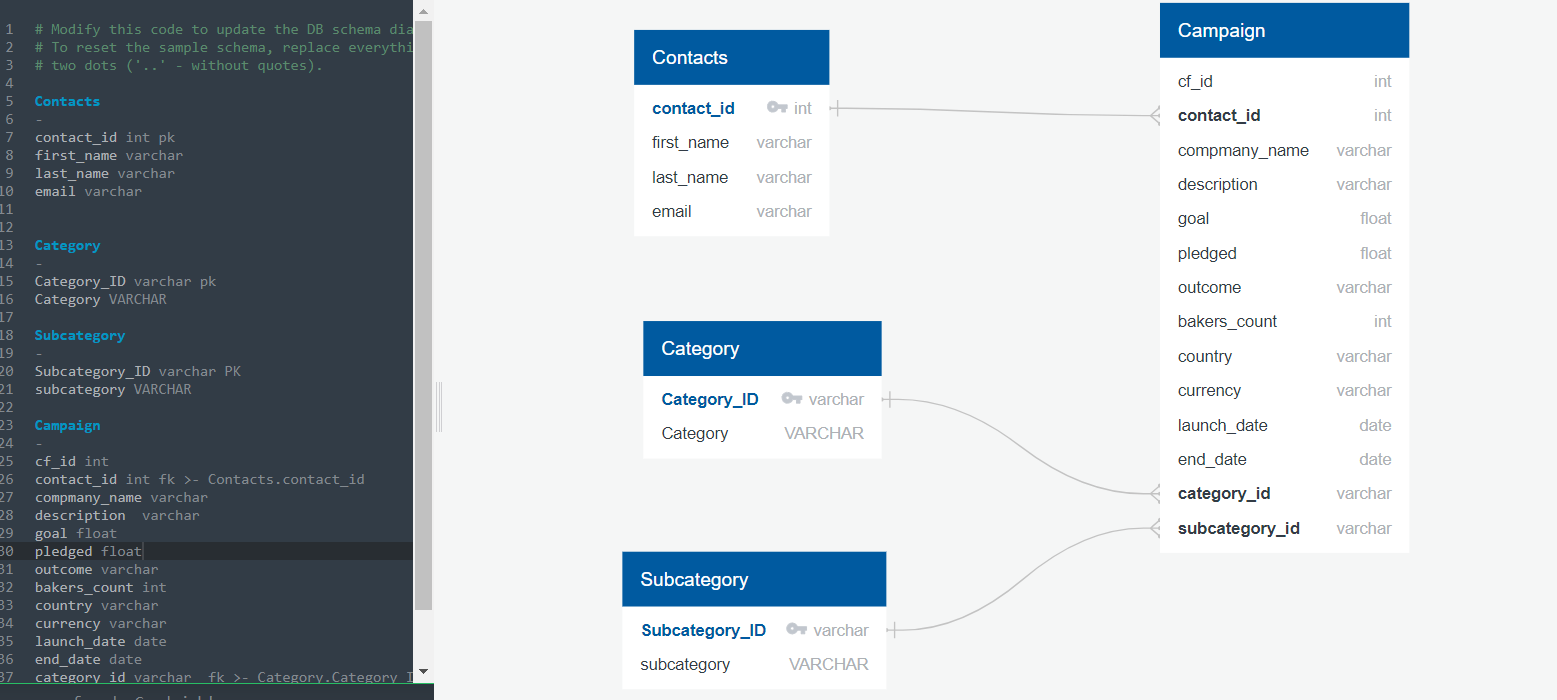 1 # Modify this code to update the DB schema dia
2 # To reset the sample schema, replace everythi
3 # two dots ('..' - without quotes).
4
5 Contacts
6 -
7 contact_id int pk
8 first_name varchar
9 last_name varchar
10 email varchar
11
12
13 Category
14 -
15 Category_ID varchar pk
16 Category VARCHAR
17
18 Subcategory
19 -
20 Subcategory_ID varchar PK
21 subcategory VARCHAR
22
23 Campaign
24 -
25 cf_id int
26 contact_id int fk >- Contacts.contact_id
27 compmany_name varchar
28 description  varchar
29 goal float
30 pledged float
31 outcome varchar
32 bakers_count int
33 country varchar
34 currency varchar
35 launch_date date
36 end_date date
37 category_id varchar  fk >- Category.Category_I
Contacts
contact_id int
first_name varchar
last_name varchar
email varchar
Category
Category_ID varchar
Category VARCHAR
Subcategory
Subcategory_ID varchar
subcategory VARCHAR
Campaign
cf_id int
contact_id int
compmany_name varchar
description varchar
goal float
pledged float
outcome varchar
bakers_count int
country varchar
currency varchar
launch_date date
end_date date
category_id varchar
subcategory_id varchar